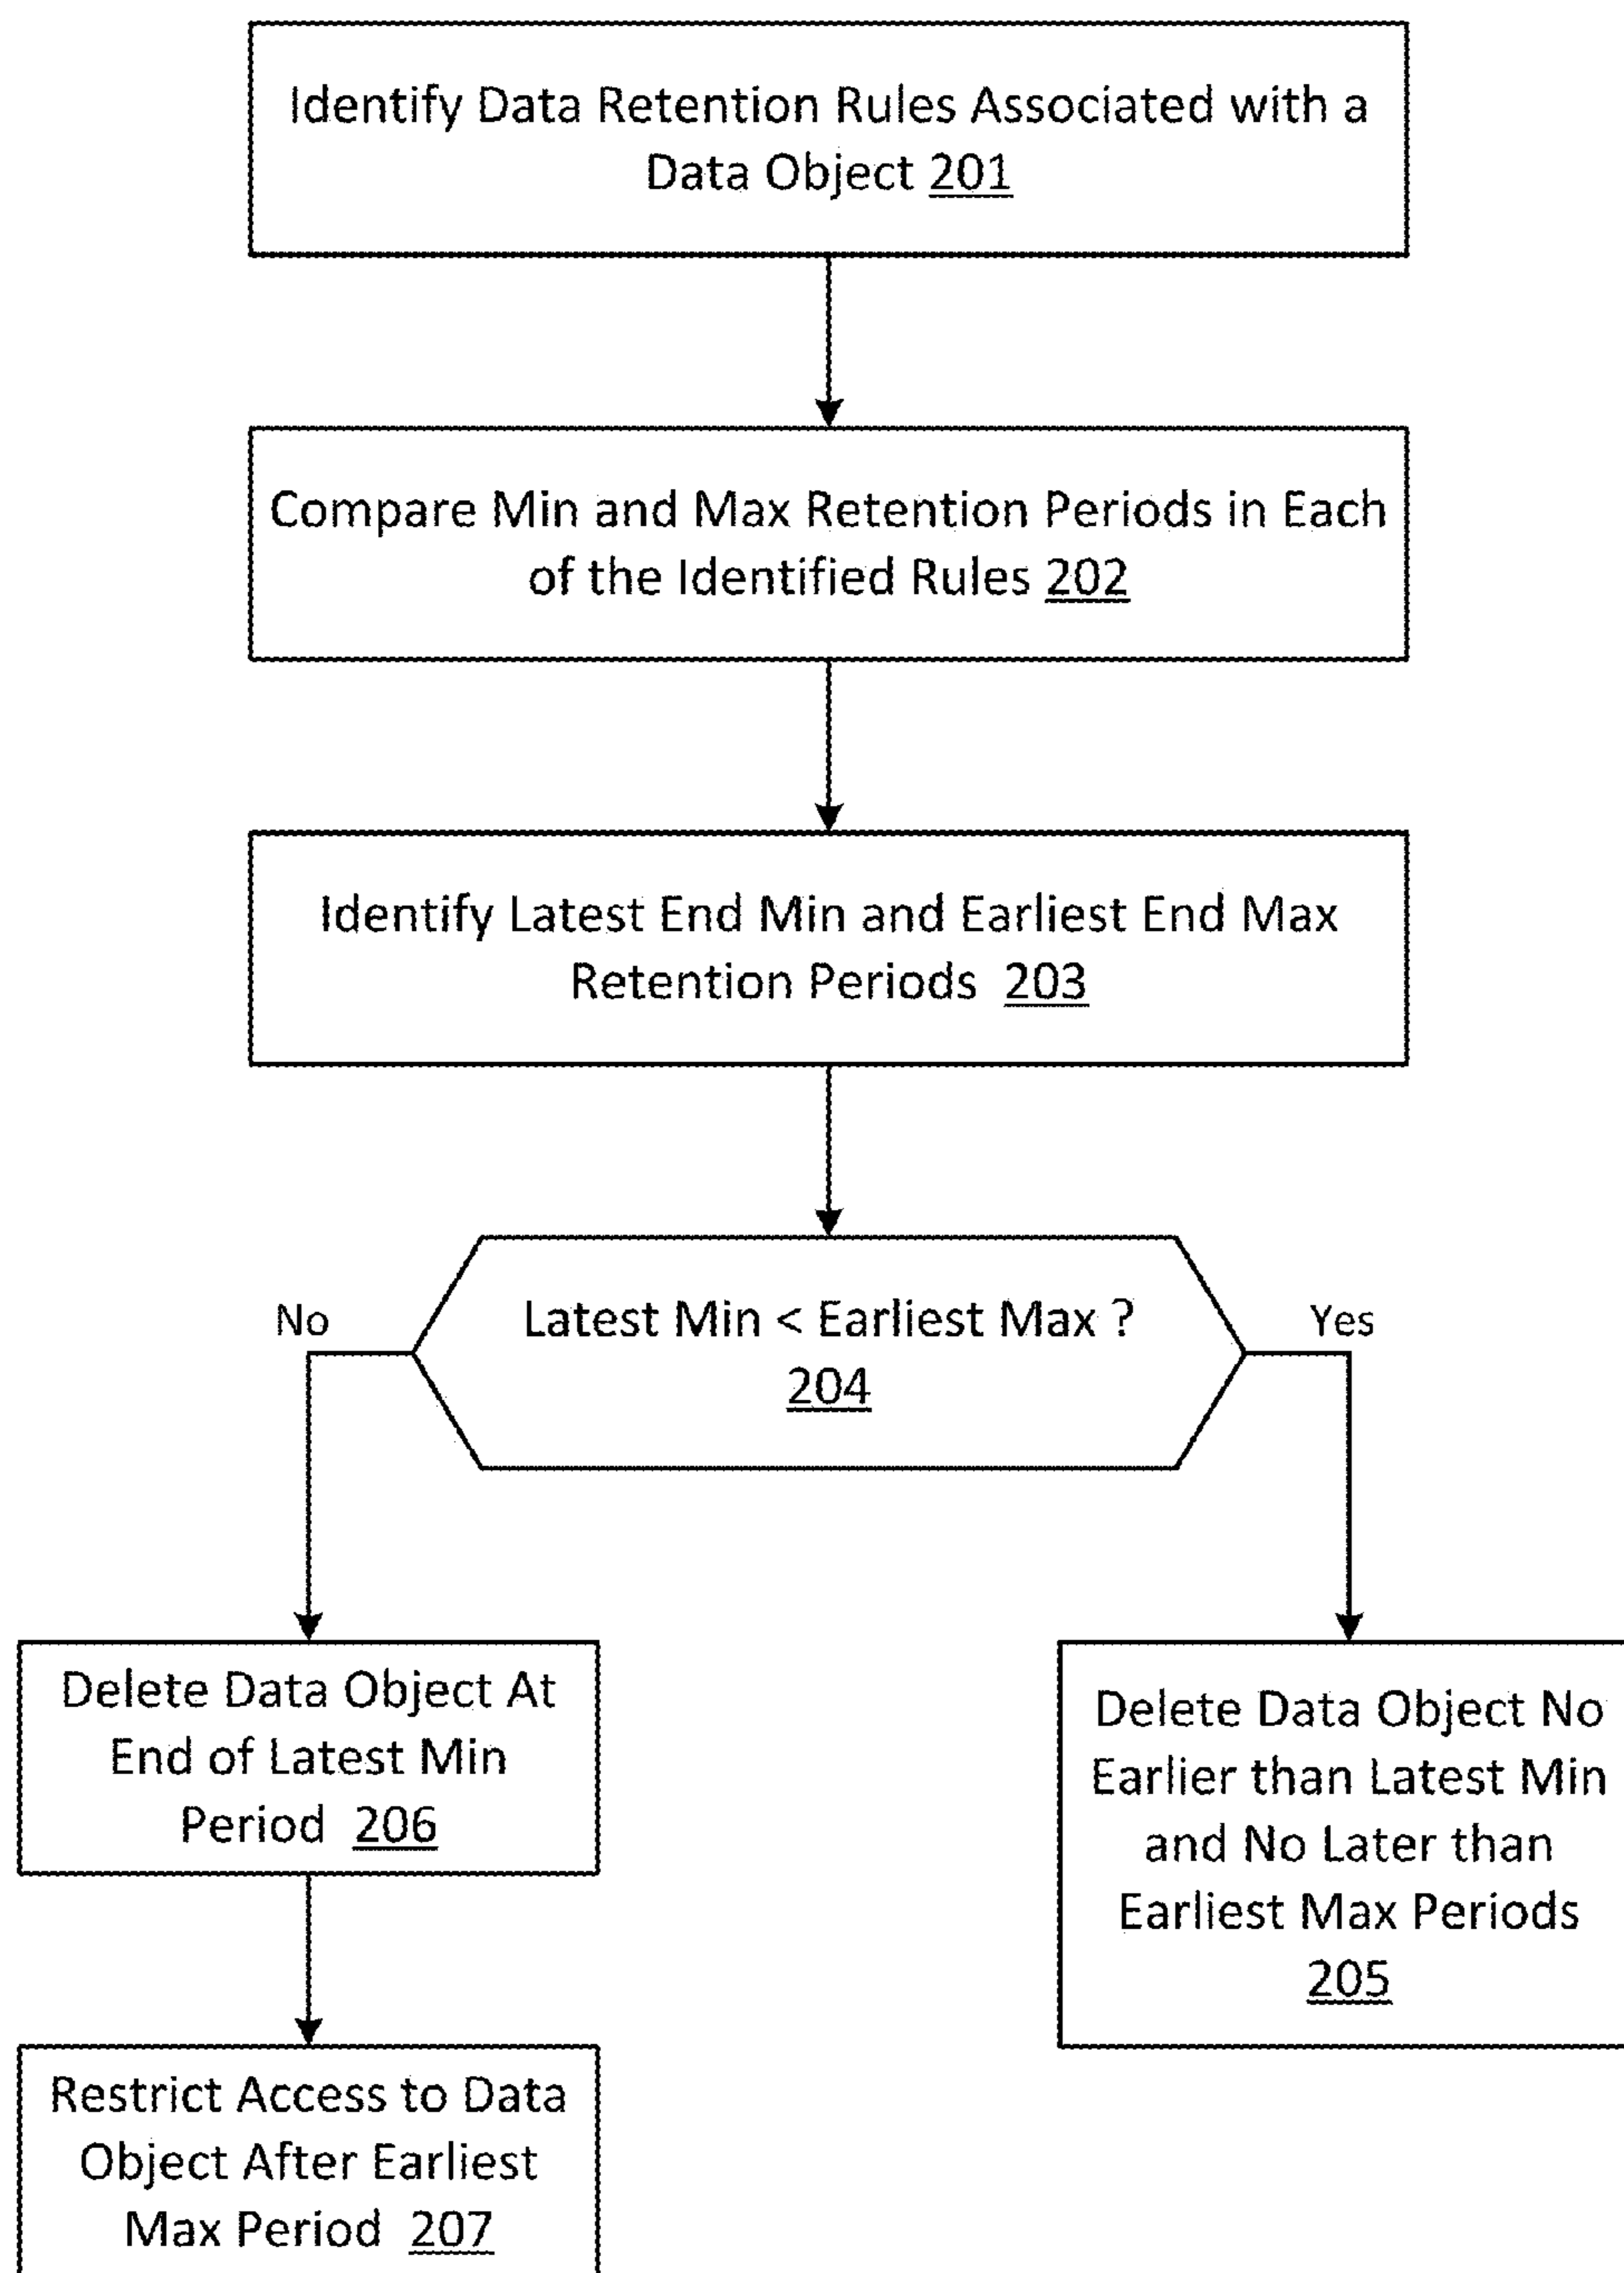 Identify Data Retention Rules Associated with a
Data Object 201
Compare Min and Max Retention Periods in Each
of the Identified Rules 202
Identify Latest End Min and Earliest End Max
Retention Periods 203
Latest Min < Earliest Max ?
204
No
Yes
Delete Data Object At
End of Latest Min
Period 206
Delete Data Object No
Earlier than Latest Min
and No Later than
Earliest Max Periods
205
Restrict Access to Data
Object After Earliest
Max Period 207